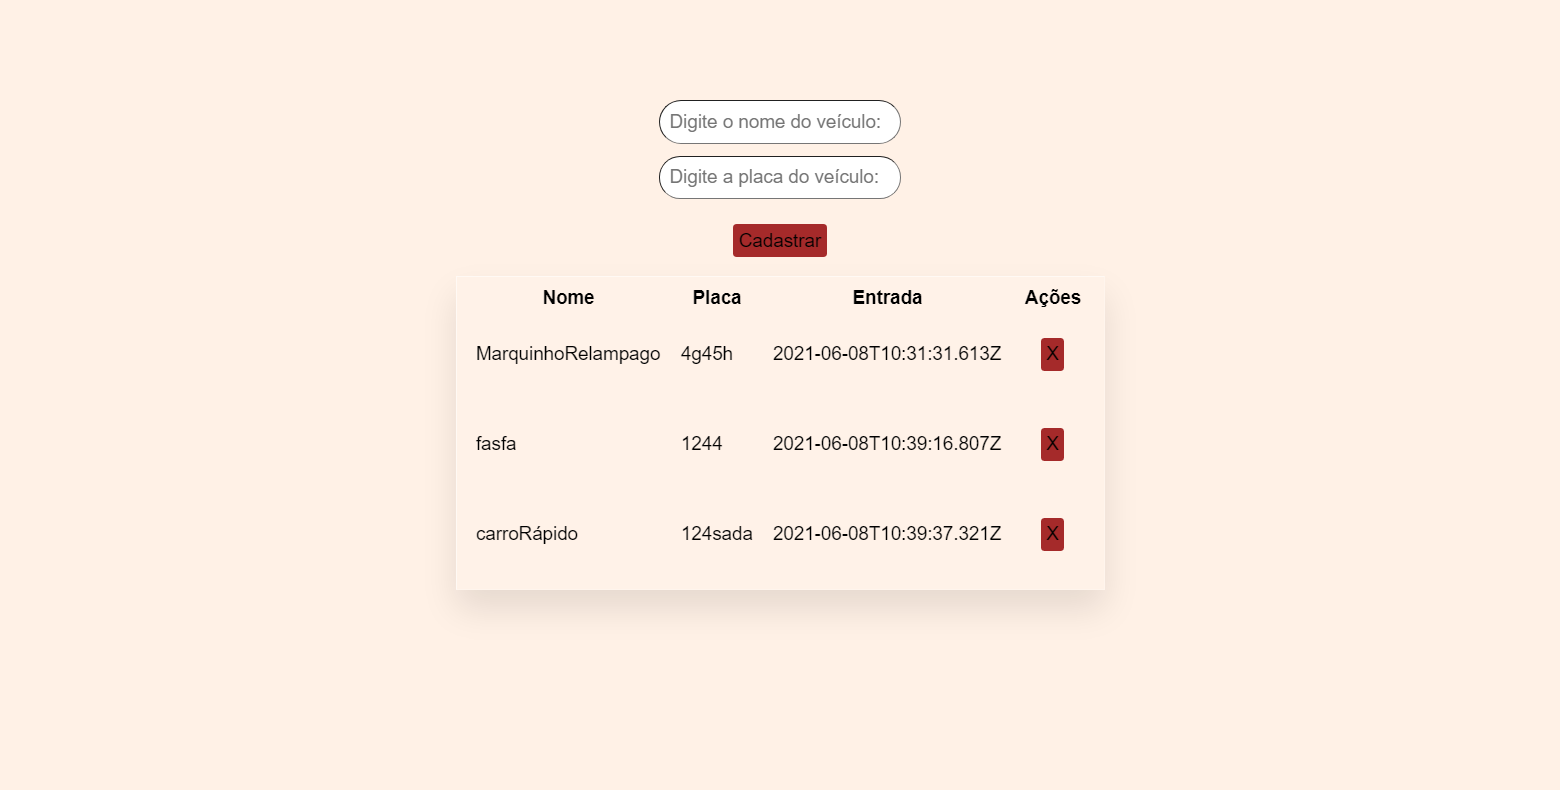 Digite o nome do veículo:
Digite a placa do veículo:
Cadastrar
Nome Placa Entrada Ações
MarquinhoRelampago 4g45h 2021-06-08T10:31:31.613Z X
fasfa 1244 2021-06-08T10:39:16.807Z X
carroRápido 124sada 2021-06-08T10:39:37.321Z X